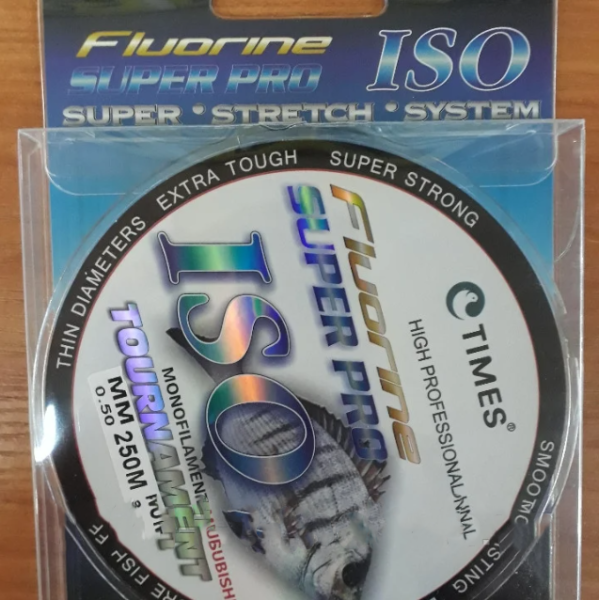 Fluorine
SUPER PRO
ISO
SUPER • STRETCH • SYSTEM
THIN DIAMETERS EXTRA TOUGH SUPER STRONG
Fluorine
SUPER PRO
ISO
TIMES®
HIGH PROFESSIONAL
TOURNAMENT
MONOFILAMENT
MM 250M
0.50